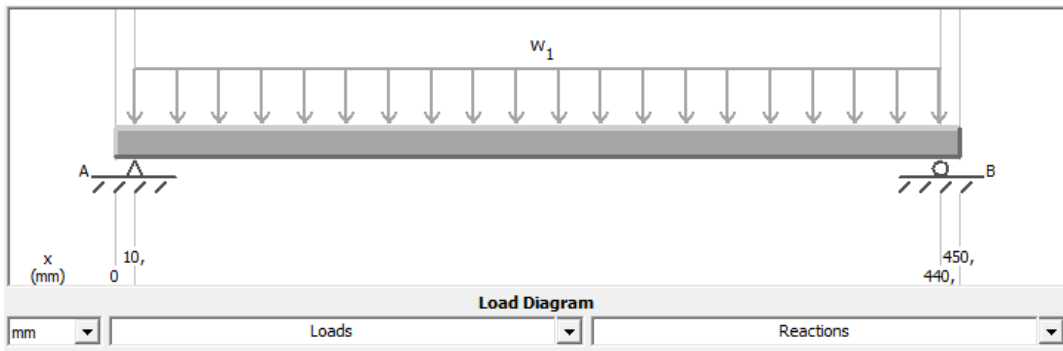 w1
A
B
x
(mm)
10,
0
450,
440,
Load Diagram
mm Loads Reactions